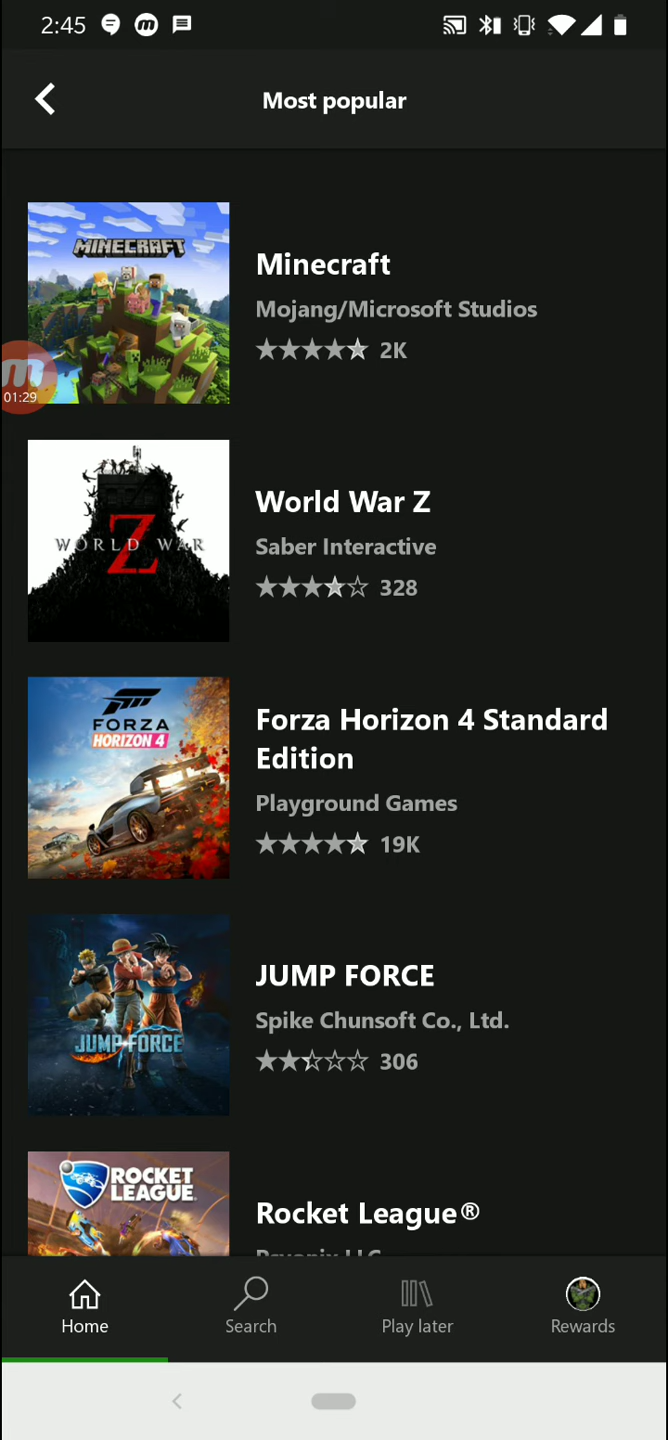 2:45
Most popular
MINECRAFT
Minecraft
Mojang/Microsoft Studios
2K
01:29
WORLD WAR
Z
World War Z
Saber Interactive
328
FORZA
HORIZON 4
Forza Horizon 4 Standard
Edition
Playground Games
19K
JUMP FORCE
JUMP FORCE
Spike Chunsoft Co., Ltd.
306
ROCKET
LEAGUE
Rocket League®
Home
Search
Play later
Rewards